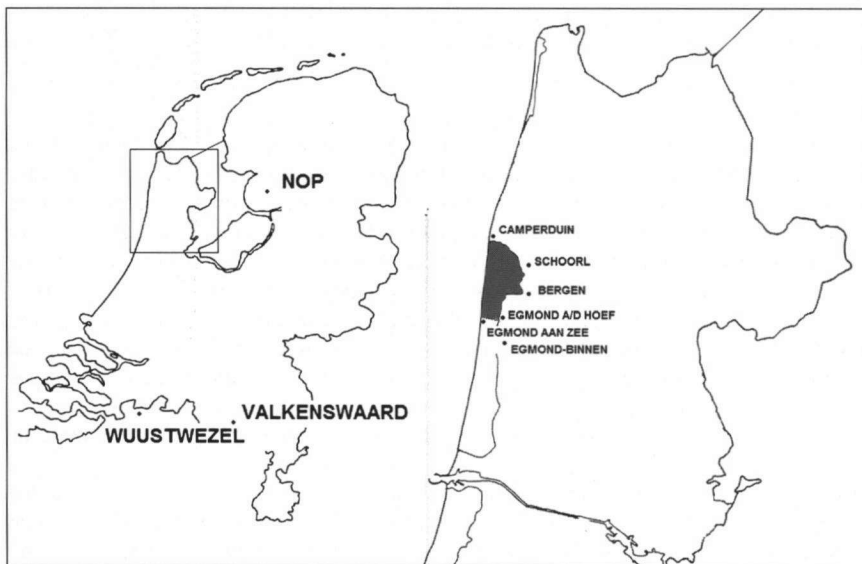 NOP
VALKENSWAARD
WUUSTWEZEL
CAMPERDUIN
SCHOORL
BERGEN
EGMOND A/D HOEF
EGMOND AAN ZEE
EGMOND-BINNEN